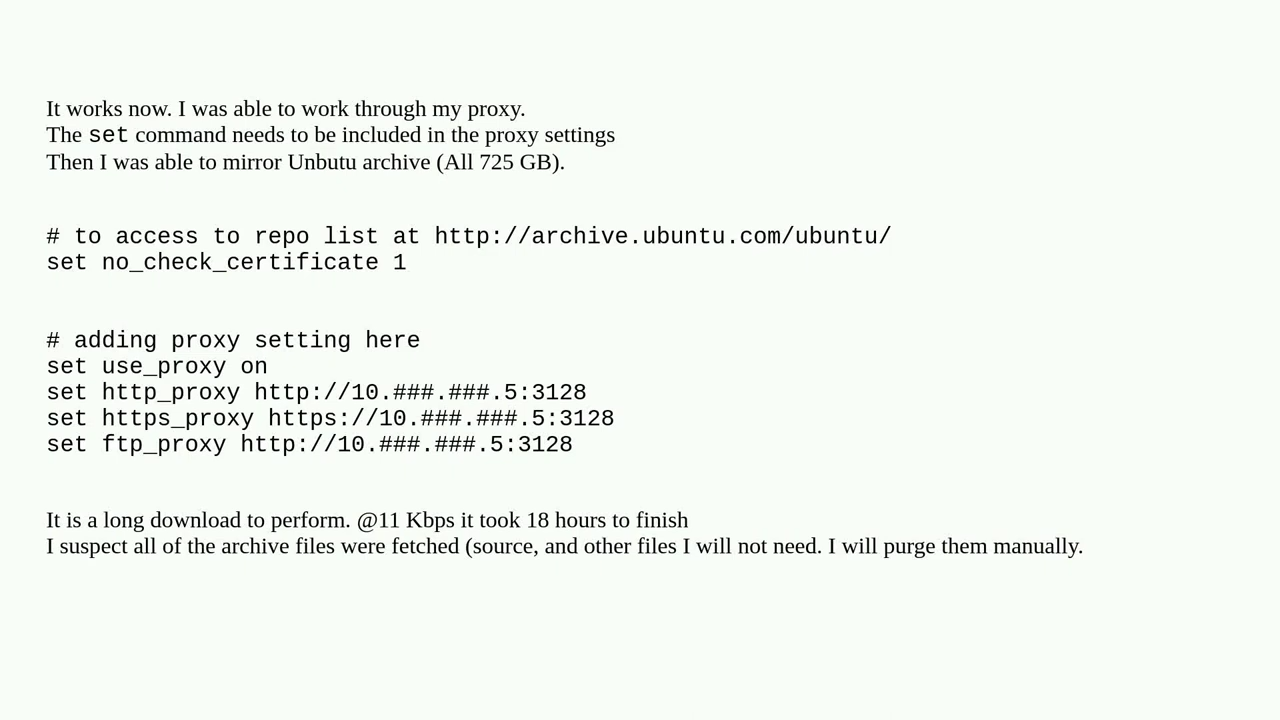 It works now. I was able to work through my proxy.
The set command needs to be included in the proxy settings
Then I was able to mirror Unbutu archive (All 725 GB).
# to access to repo list at http://archive.ubuntu.com/ubuntu/
set no_check_certificate 1
# adding proxy setting here
set use_proxy on
set http_proxy http://10.###.###.5:3128
set https_proxy https://10.###.###.5:3128
set ftp_proxy http://10.###.###.5:3128
It is a long download to perform. @11 Kbps it took 18 hours to finish
I suspect all of the archive files were fetched (source, and other files I will not need. I will purge them manually.